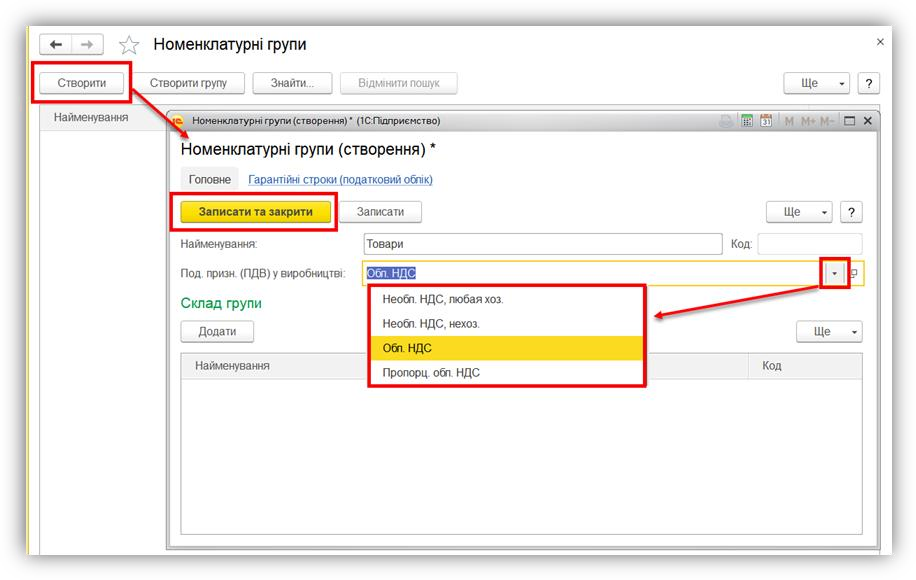 Номенклатурні групи
Створити Створити групу Знайти... Відмінити пошук Ще ?
Найменування
Номенклатурні групи (створення) * (1С:Підприємство) 31 M M+ M-
Номенклатурні групи (створення) *
Головне Гарантійні строки (податковий облік)
Записати та закрити Записати Ще ?
Найменування: Товари Код:
Под. призн. (ПДВ) у виробництві: Обл. НДС
Склад групи
Необл. НДС, любая хоз.
Необл. НДС, нехоз.
Обл. НДС
Пропорц. обл. НДС
Додати Ще
Найменування Код